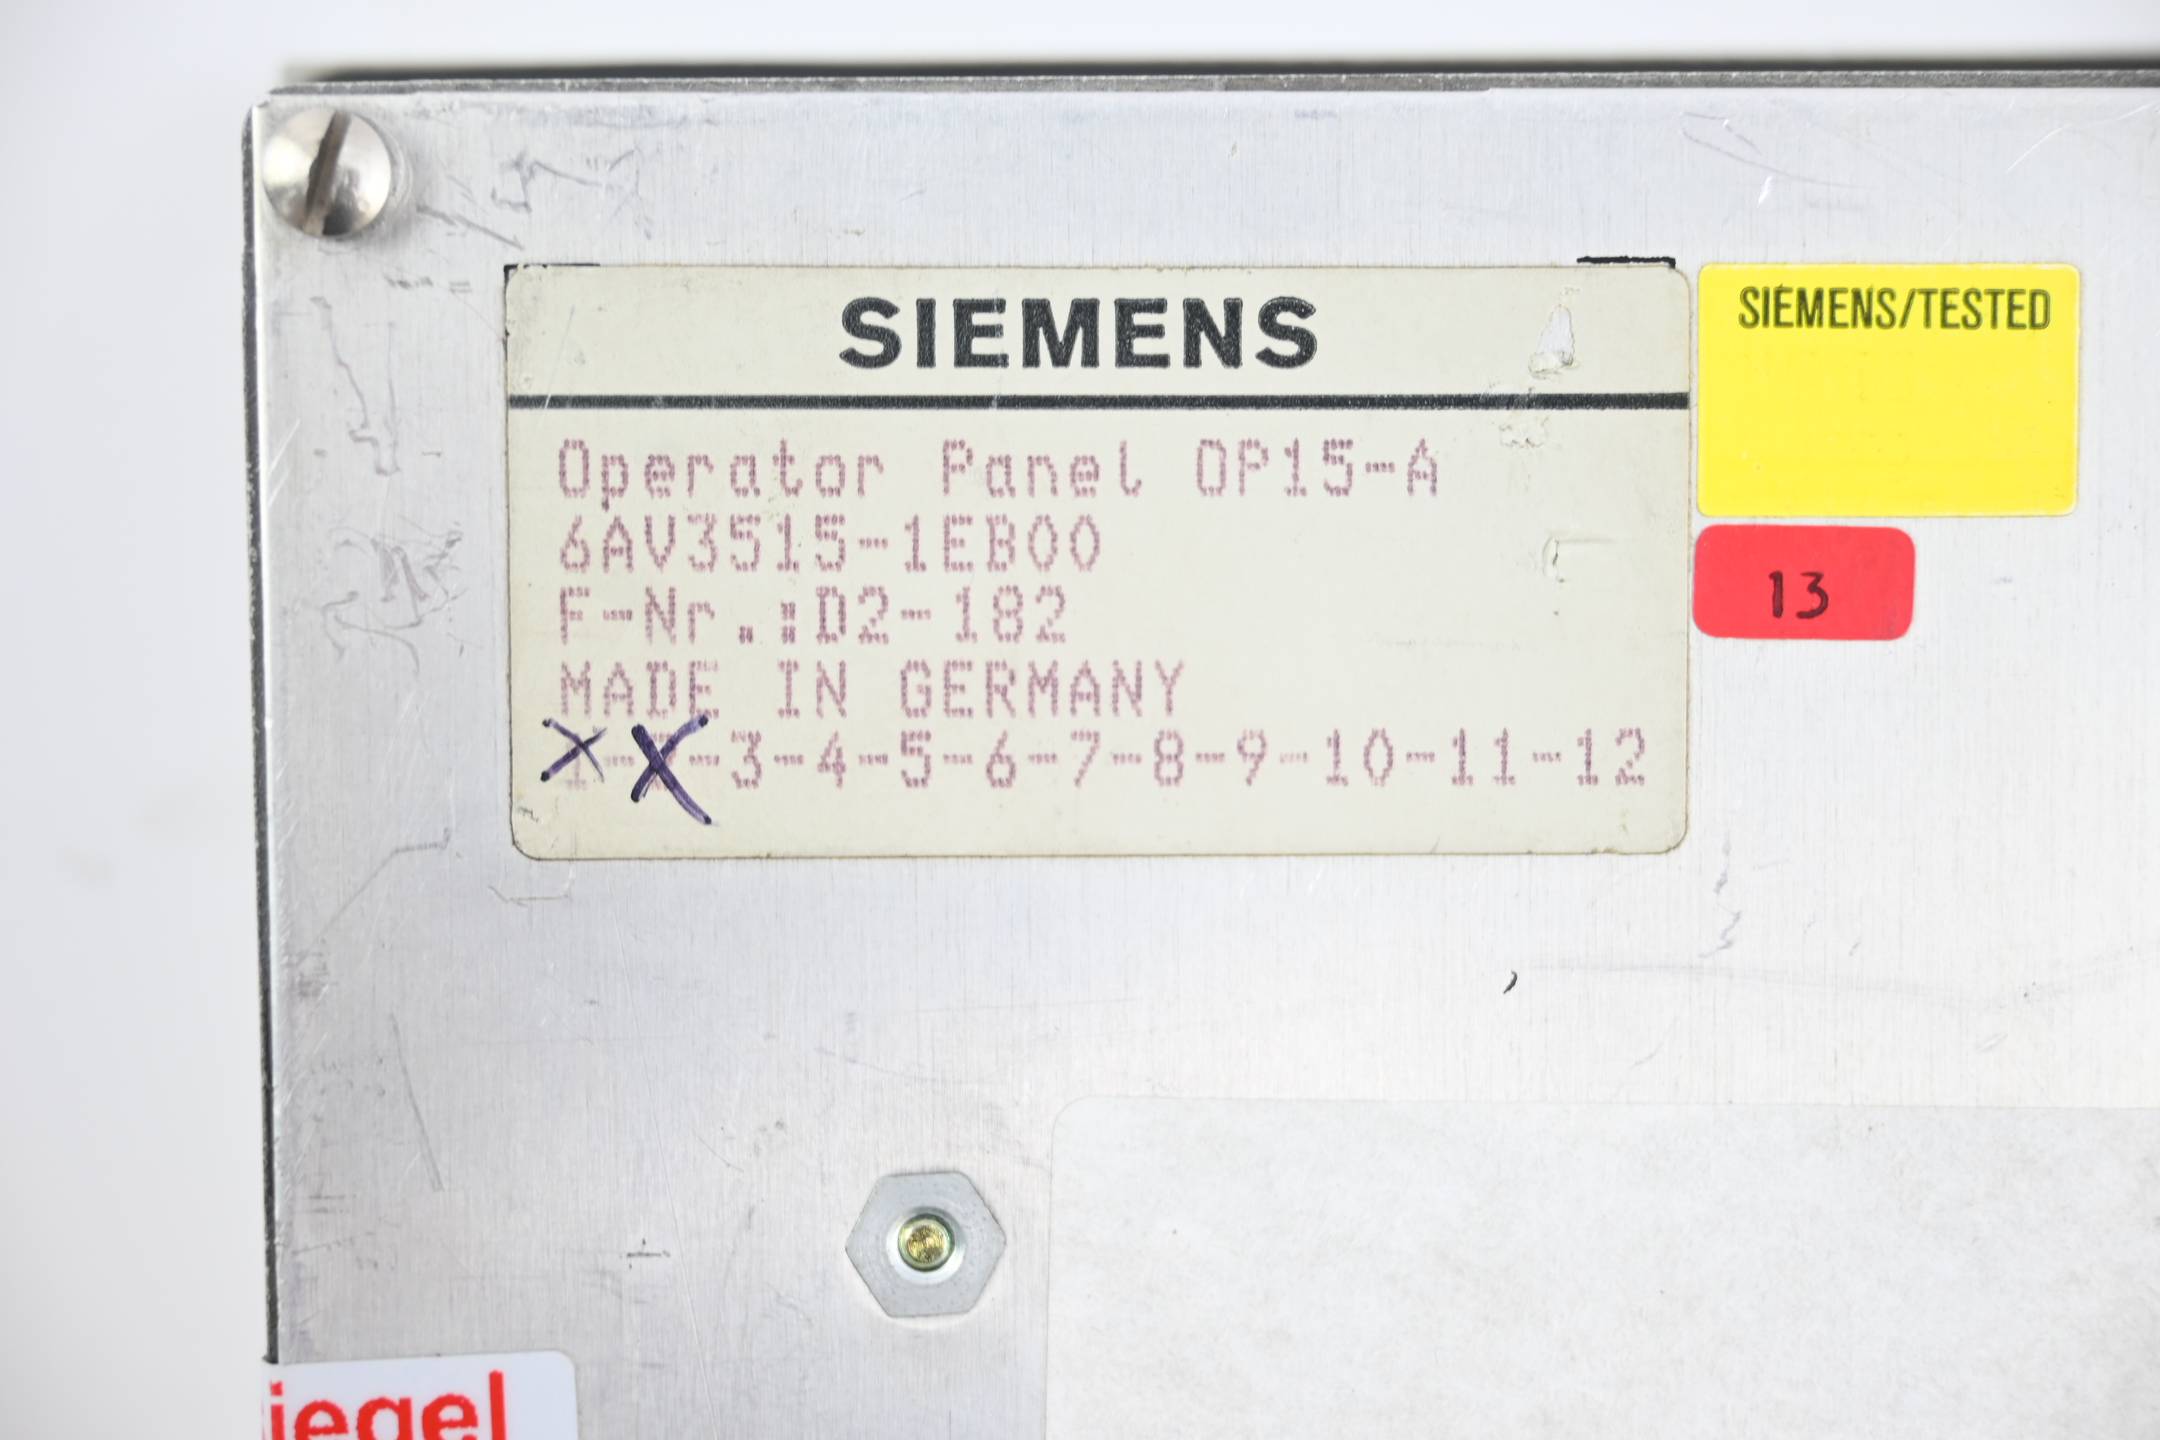 SIEMENS
Operator Panel OP15-A
6AV3515-1EB00
F-Nr.:D2-182
MADE IN GERMANY
1-2-3-4-5-6-7-8-9-10-11-12
SIEMENS/TESTED
13
iegel